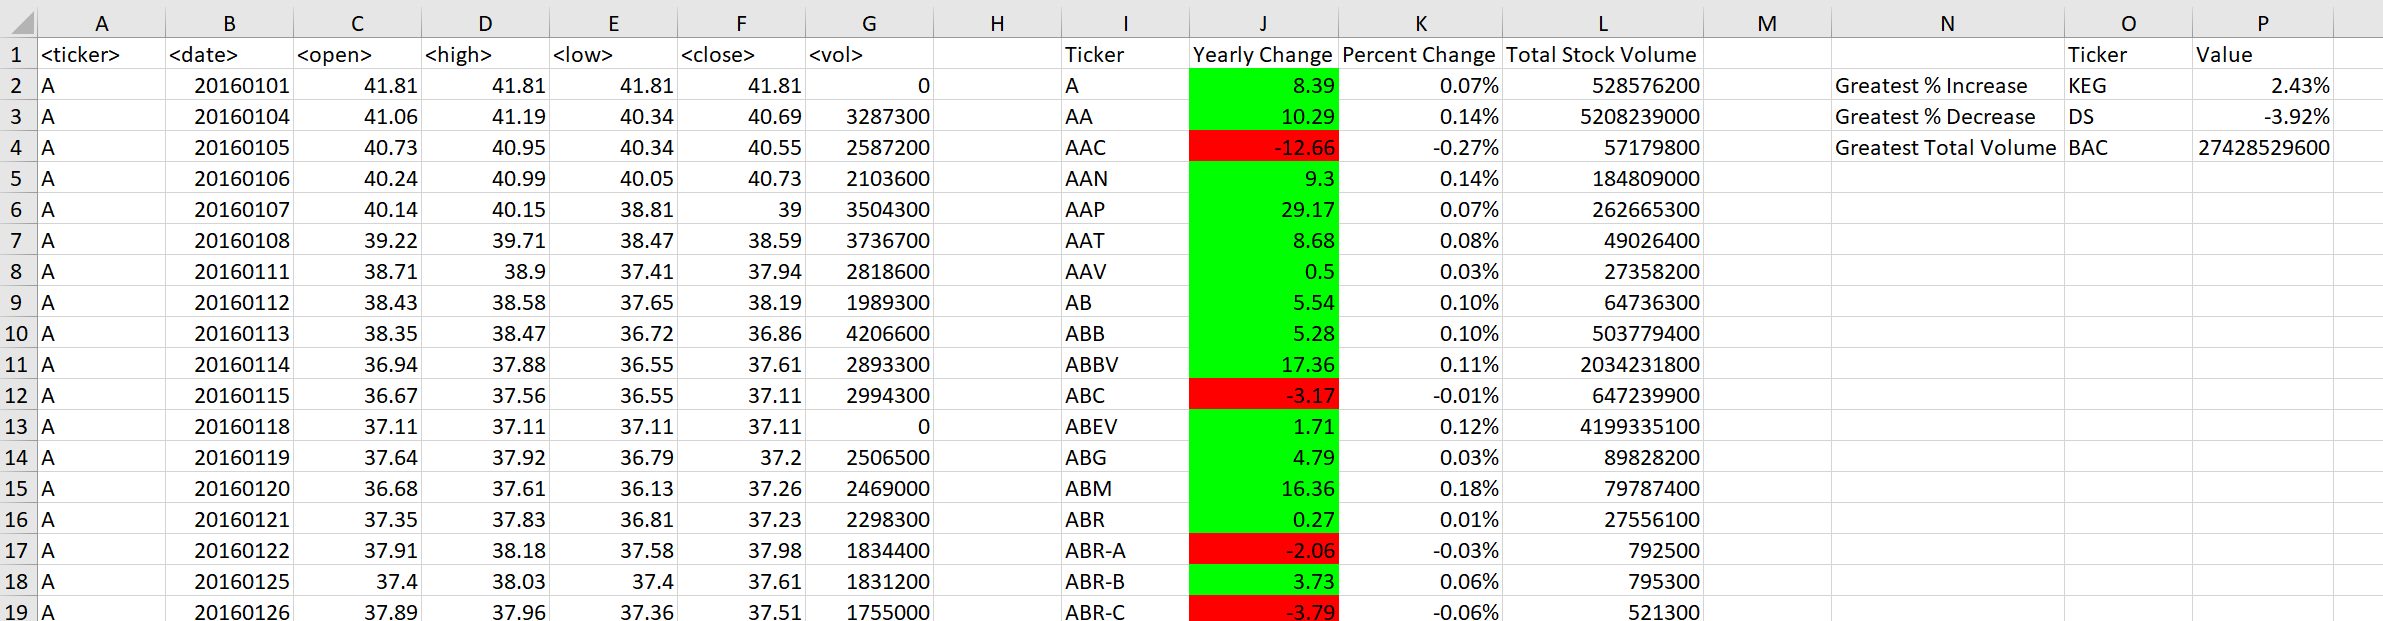 A B C D E F G H I J K L M N O P
1 <ticker> <date> <open> <high> <low> <close> <vol> Ticker Yearly Change Percent Change Total Stock Volume Ticker Value
2 A 20160101 41.81 41.81 41.81 41.81 0 A 8.39 0.07% 528576200 Greatest % Increase KEG 2.43%
3 A 20160104 41.06 41.19 40.34 40.69 3287300 AA 10.29 0.14% 5208239000 Greatest % Decrease DS -3.92%
4 A 20160105 40.73 40.95 40.34 40.55 2587200 AAC -12.66 -0.27% 57179800 Greatest Total Volume BAC 27428529600
5 A 20160106 40.24 40.99 40.05 40.73 2103600 AAN 9.3 0.14% 184809000
6 A 20160107 40.14 40.15 38.81 39 3504300 AAP 29.17 0.07% 262665300
7 A 20160108 39.22 39.71 38.47 38.59 3736700 AAT 8.68 0.08% 49026400
8 A 20160111 38.71 38.9 37.41 37.94 2818600 AAV 0.5 0.03% 27358200
9 A 20160112 38.43 38.58 37.65 38.19 1989300 AB 5.54 0.10% 64736300
10 A 20160113 38.35 38.47 36.72 36.86 4206600 ABB 5.28 0.10% 503779400
11 A 20160114 36.94 37.88 36.55 37.61 2893300 ABBV 17.36 0.11% 2034231800
12 A 20160115 36.67 37.56 36.55 37.11 2994300 ABC -3.17 -0.01% 647239900
13 A 20160118 37.11 37.11 37.11 37.11 0 ABEV 1.71 0.12% 4199335100
14 A 20160119 37.64 37.92 36.79 37.2 2506500 ABG 4.79 0.03% 89828200
15 A 20160120 36.68 37.61 36.13 37.26 2469000 ABM 16.36 0.18% 79787400
16 A 20160121 37.35 37.83 36.81 37.23 2298300 ABR 0.27 0.01% 27556100
17 A 20160122 37.91 38.18 37.58 37.98 1834400 ABR-A -2.06 -0.03% 792500
18 A 20160125 37.4 38.03 37.4 37.61 1831200 ABR-B 3.73 0.06% 795300
19 A 20160126 37.89 37.96 37.36 37.51 1755000 ABR-C -3.79 -0.06% 521300